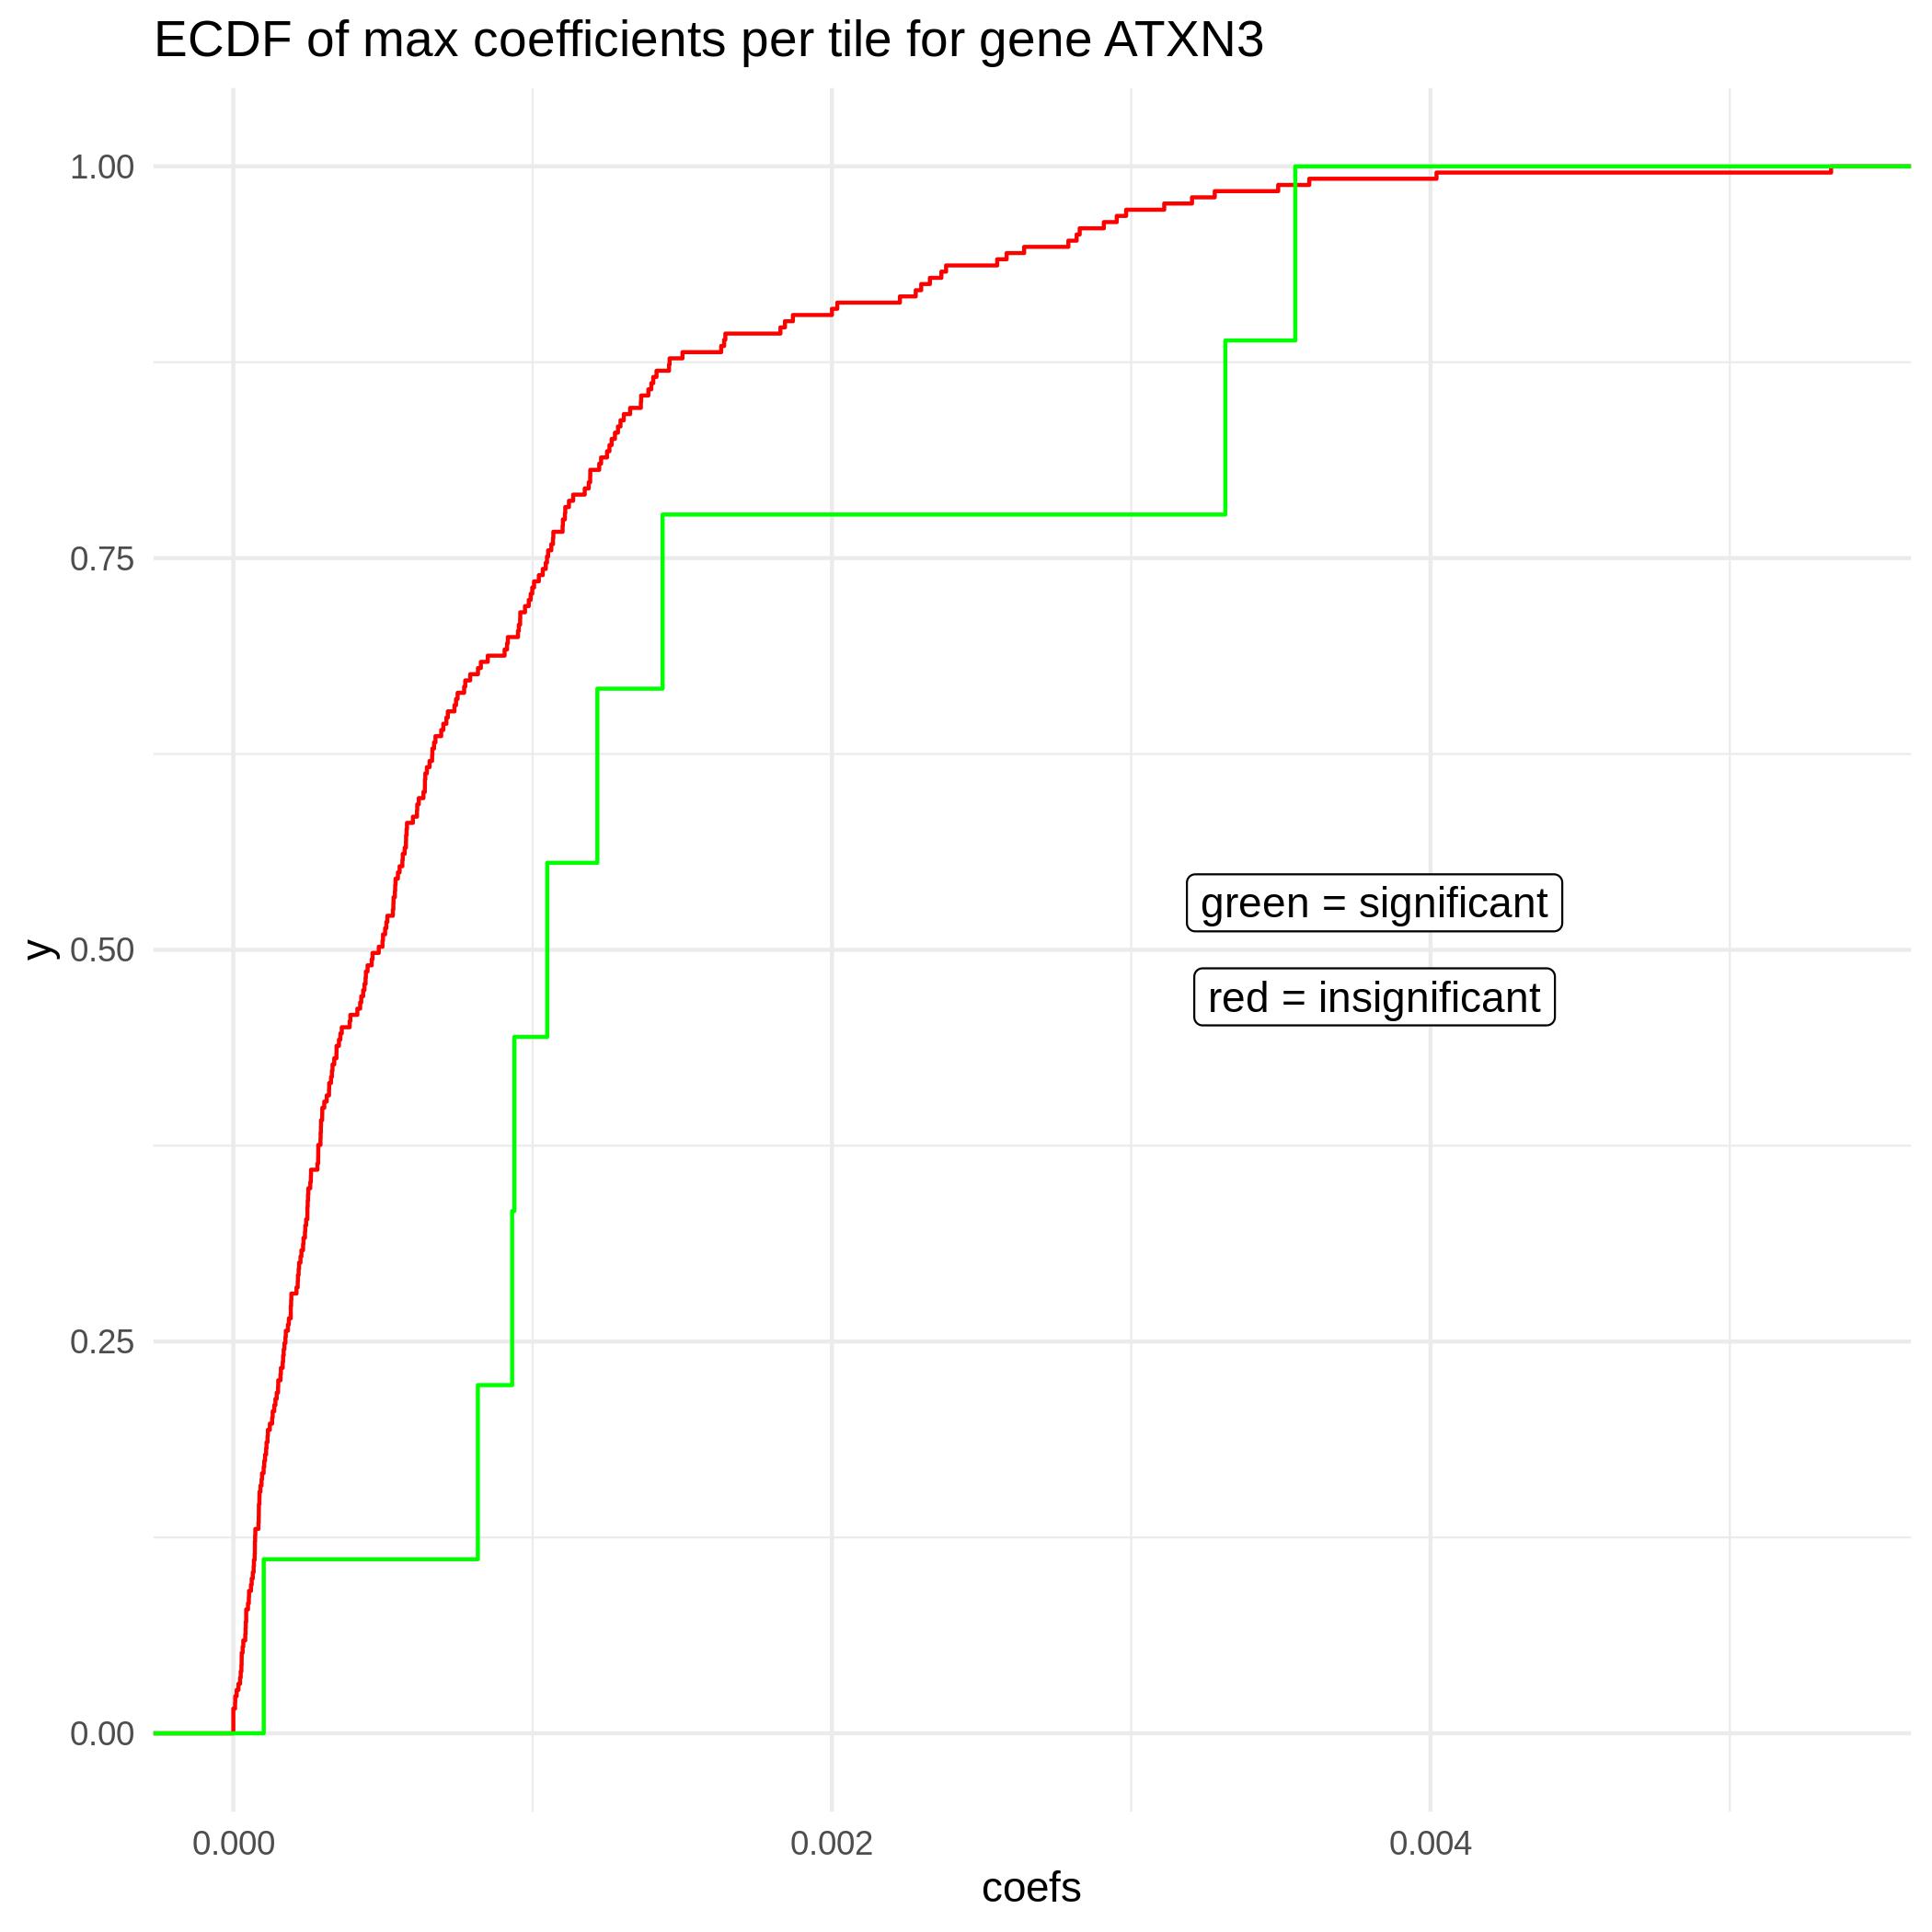 ECDF of max coefficients per tile for gene ATXN3
1.00
0.75
0.50
0.25
0.00
y
green = significant
red = insignificant
0.000
0.002
0.004
coefs